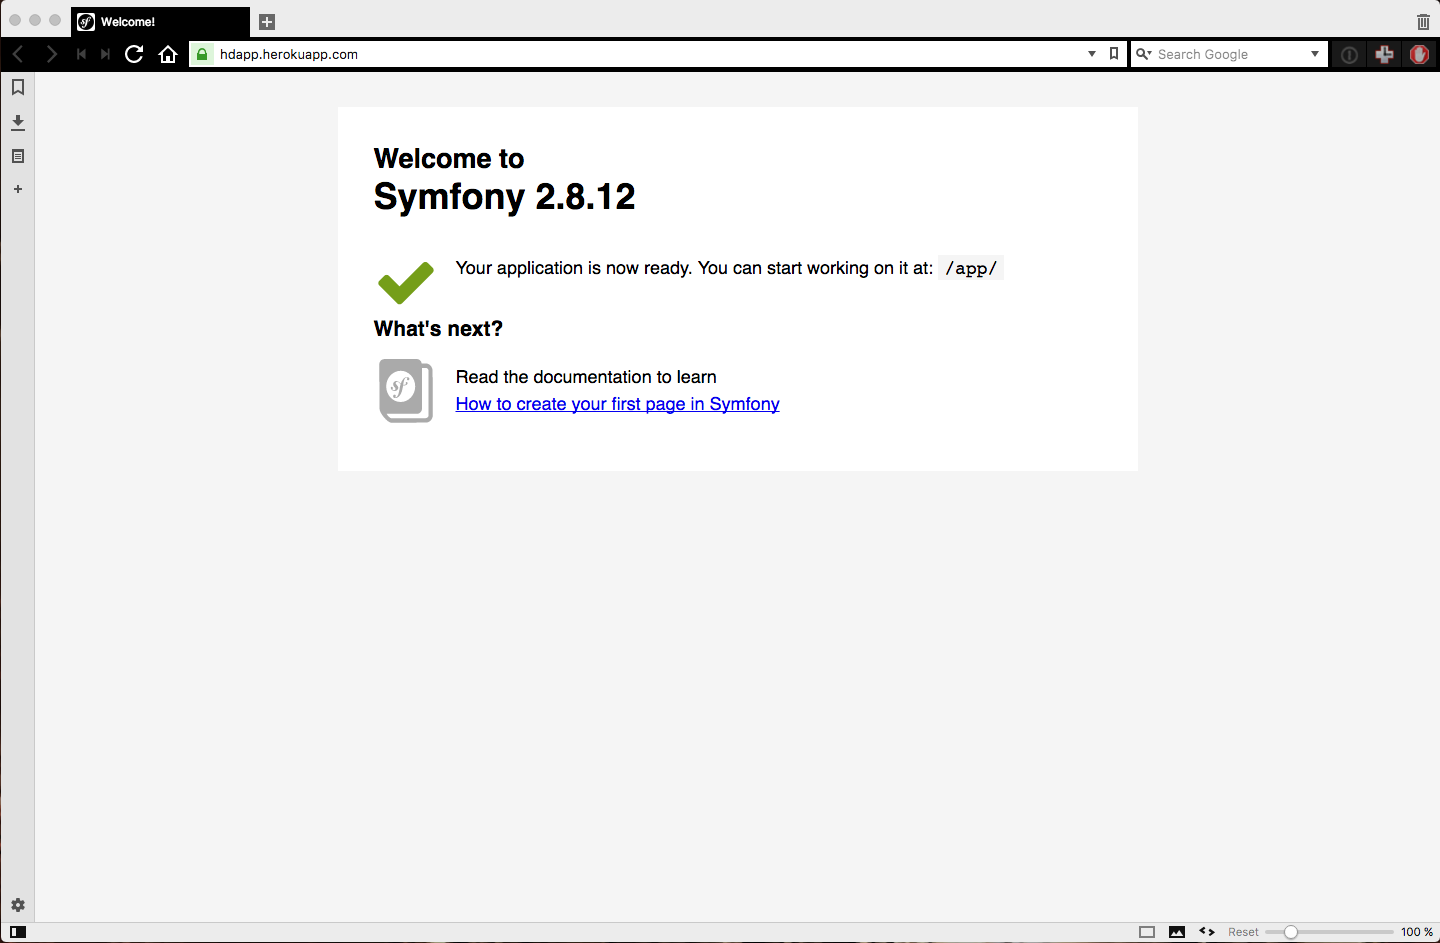 Welcome!
hdapp.herokuapp.com
Search Google
Welcome to
Symfony 2.8.12
Your application is now ready. You can start working on it at: /app/
What's next?
sf
Read the documentation to learn
How to create your first page in Symfony
Reset
100 %